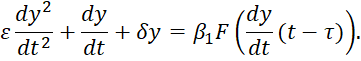 ε dy²/dt² + dy/dt + δy = β₁F(dy/dt (t − τ)).